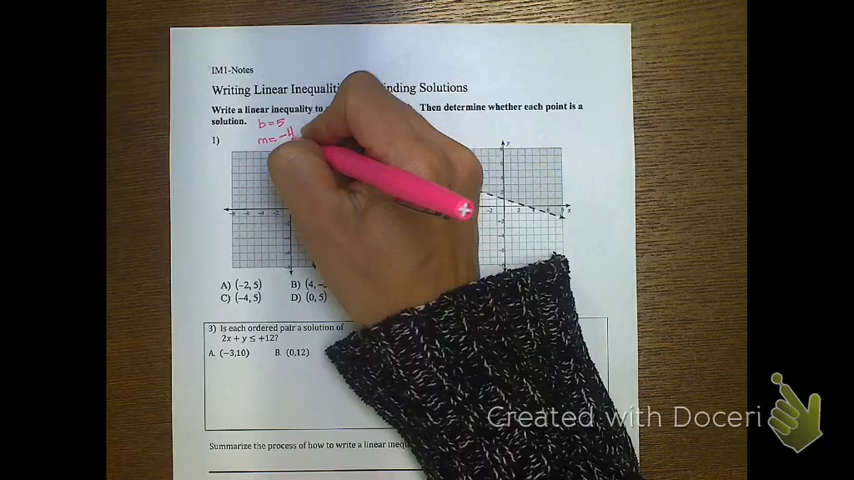 IM1-Notes
Writing Linear Inequaliti inding Solutions
Write a linear inequality to Then determine whether each point is a
solution. b=5
1) m=-4
A) (-2, 5) B) (4, -
C) (-4, 5) D) (0, 5)
3) Is each ordered pair a solution of
2x + y ≤ +12?
A. (-3,10) B. (0,12)
Summarize the process of how to write a linear inequ
Created with Doceri